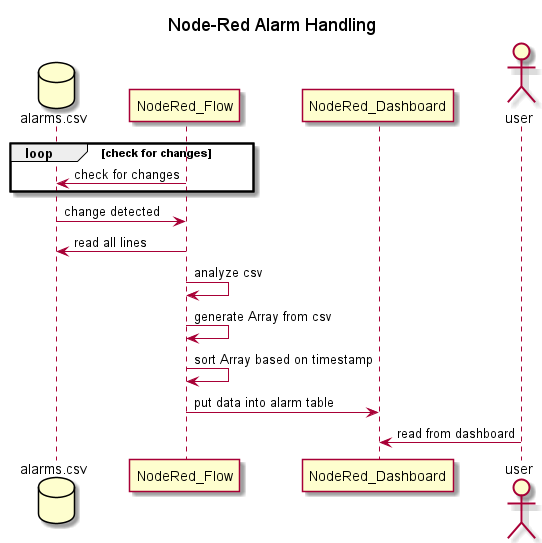 Node-Red Alarm Handling
alarms.csv
NodeRed_Flow
NodeRed_Dashboard
user
loop [check for changes]
check for changes
change detected
read all lines
analyze csv
generate Array from csv
sort Array based on timestamp
put data into alarm table
read from dashboard
alarms.csv
NodeRed_Flow
NodeRed_Dashboard
user